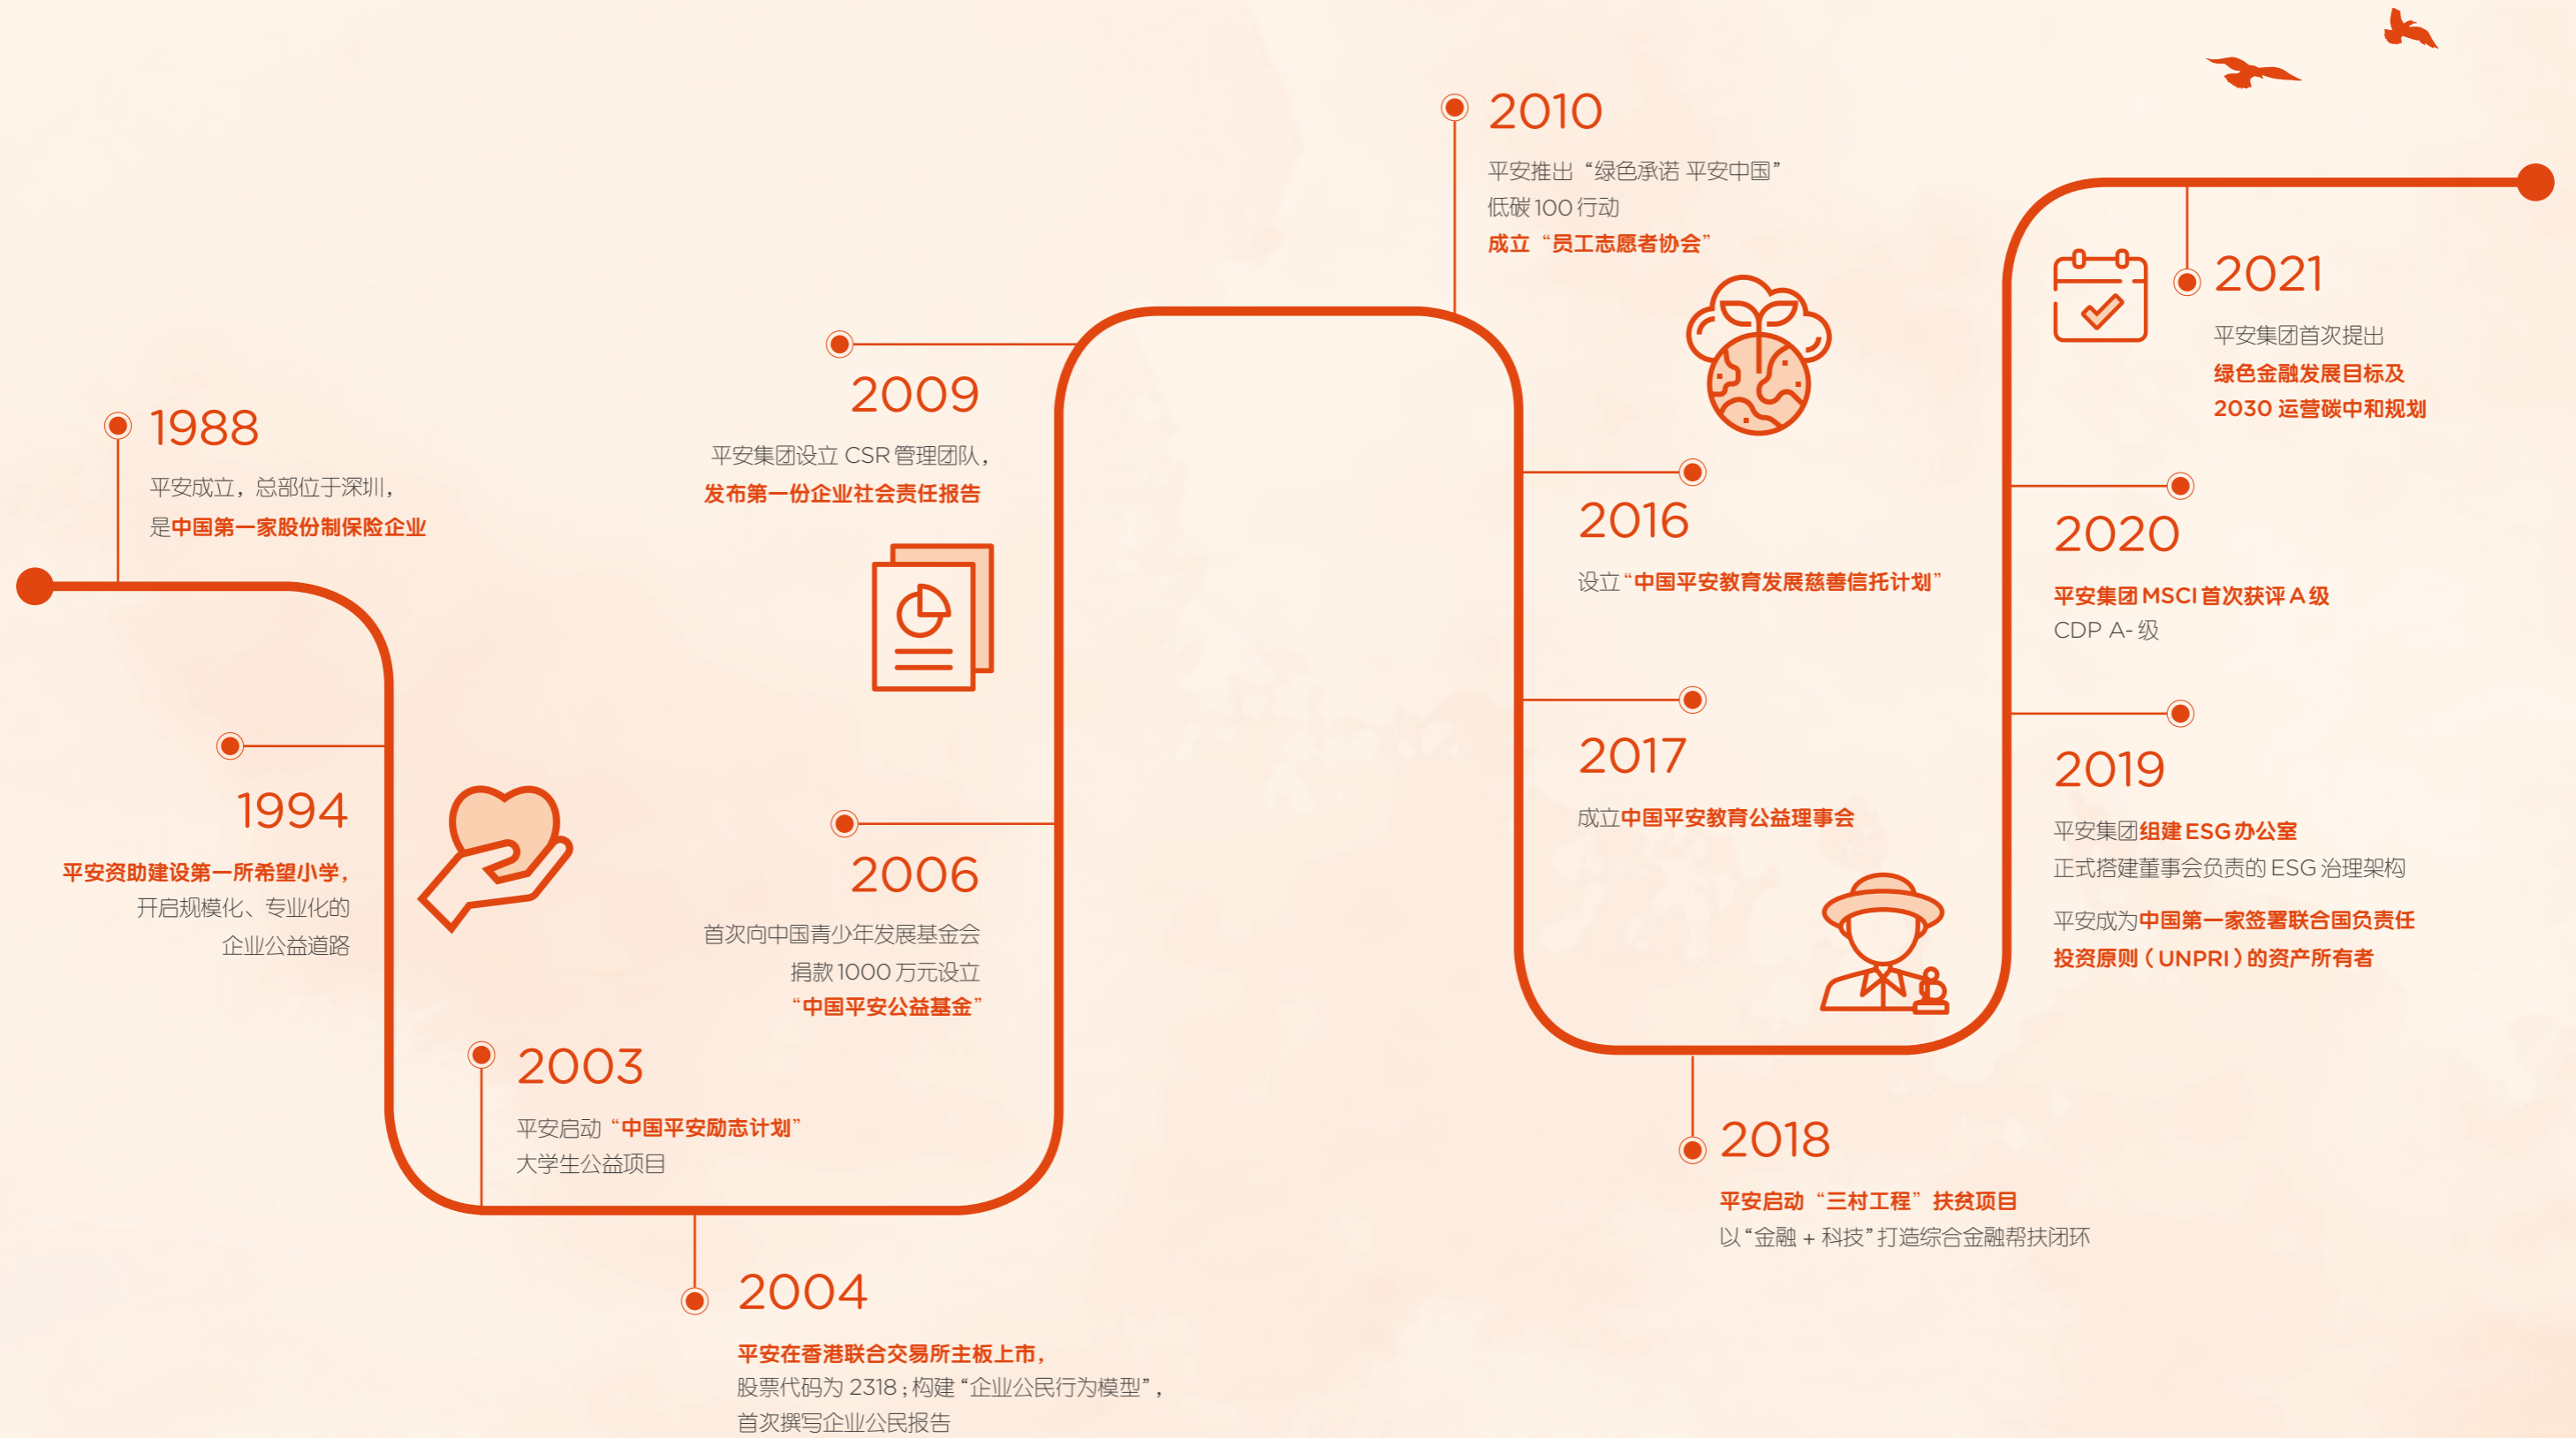 1988
平安成立，总部位于深圳，
是中国第一家股份制保险企业
1994
平安资助建设第一所希望小学，
开启规模化、专业化的
企业公益道路
2003
平安启动“中国平安励志计划”
大学生公益项目
2004
平安在香港联合交易所主板上市，
股票代码为 2318；构建“企业公民行为模型”，
首次撰写企业公民报告
2006
首次向中国青少年发展基金会
捐款 1000 万元设立
“中国平安公益基金”
2009
平安集团设立 CSR 管理团队，
发布第一份企业社会责任报告
2010
平安推出“绿色承诺 平安中国”
低碳 100 行动
成立“员工志愿者协会”
2016
设立“中国平安教育发展慈善信托计划”
2017
成立中国平安教育公益理事会
2018
平安启动“三村工程”扶贫项目
以“金融 + 科技”打造综合金融帮扶闭环
2019
平安集团组建 ESG 办公室
正式搭建董事会负责的 ESG 治理架构
平安成为中国第一家签署联合国负责任
投资原则（UNPRI）的资产所有者
2020
平安集团 MSCI 首次获评 A 级
CDP A- 级
2021
平安集团首次提出
绿色金融发展目标及
2030 运营碳中和规划